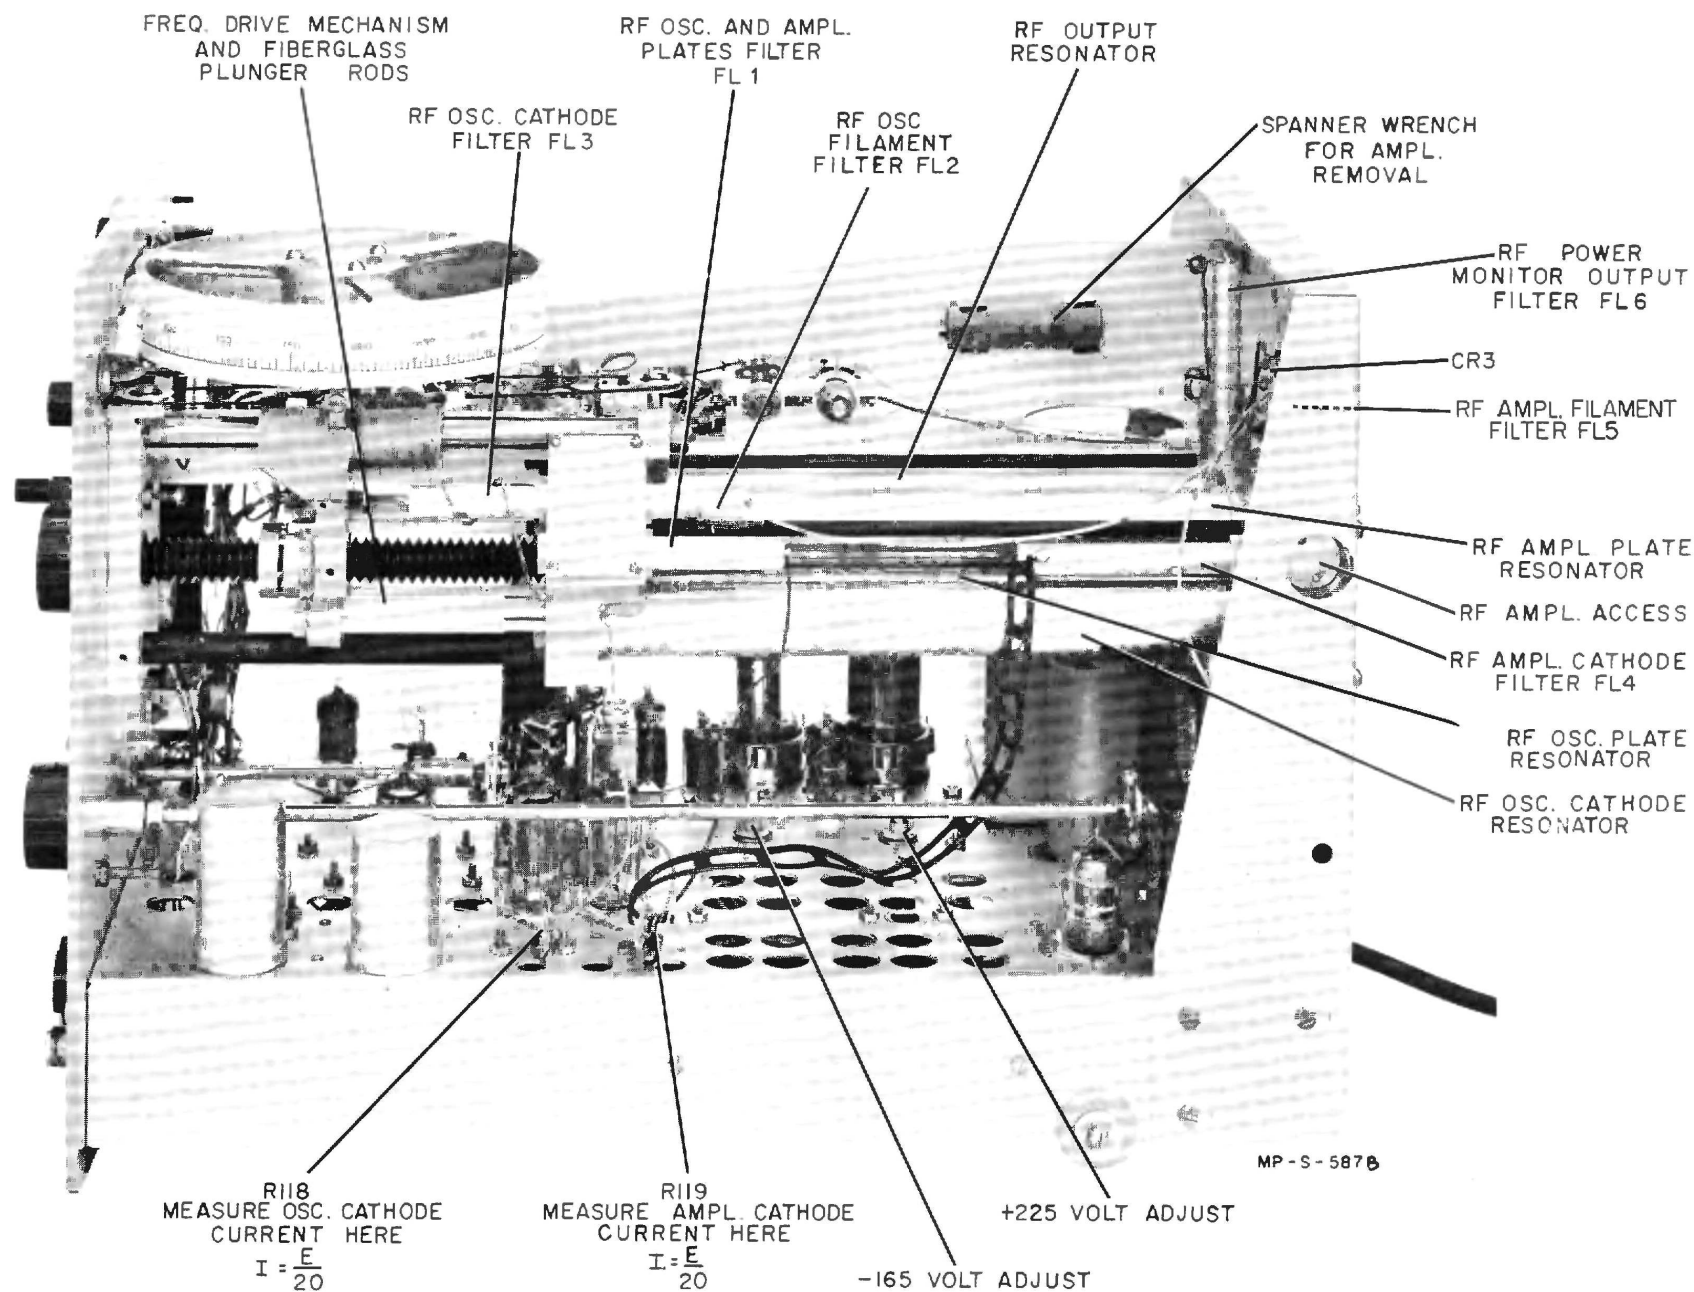 FREQ. DRIVE MECHANISM
AND FIBERGLASS
PLUNGER RODS
RF OSC. CATHODE
FILTER FL3
RF OSC. AND AMPL.
PLATES FILTER
FL1
RF OSC
FILAMENT
FILTER FL2
RF OUTPUT
RESONATOR
SPANNER WRENCH
FOR AMPL.
REMOVAL
RF POWER
MONITOR OUTPUT
FILTER FL6
CR3
RF AMPL. FILAMENT
FILTER FL5
RF AMPL PLATE
RESONATOR
RF AMPL. ACCESS
RF AMPL. CATHODE
FILTER FL4
RF OSC. PLATE
RESONATOR
RF OSC. CATHODE
RESONATOR
MP-S-587B
R118
MEASURE OSC. CATHODE
CURRENT HERE
I = E/20
R119
MEASURE AMPL. CATHODE
CURRENT HERE
I = E/20
-165 VOLT ADJUST
+225 VOLT ADJUST